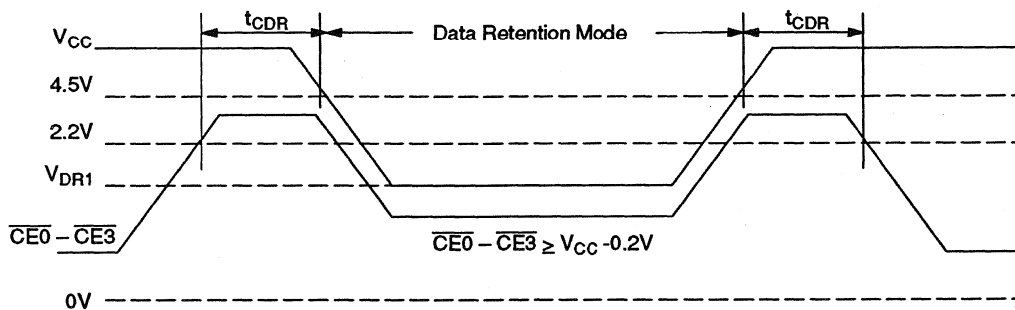 tCDR
Data Retention Mode
tCDR
VCC
4.5V
2.2V
VDR1
CE0 – CE3
CE0 – CE3 ≥ VCC -0.2V
0V